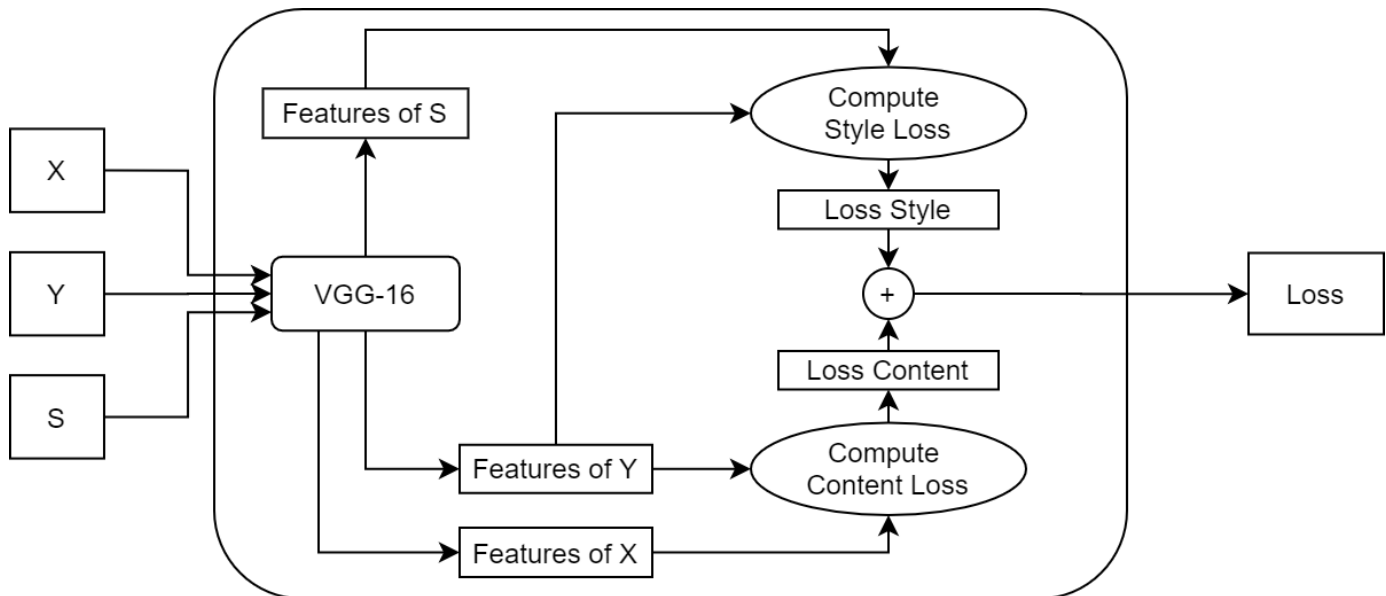 X
Y
S
Features of S
VGG-16
Features of Y
Features of X
Compute
Style Loss
Loss Style
+
Loss Content
Compute
Content Loss
Loss